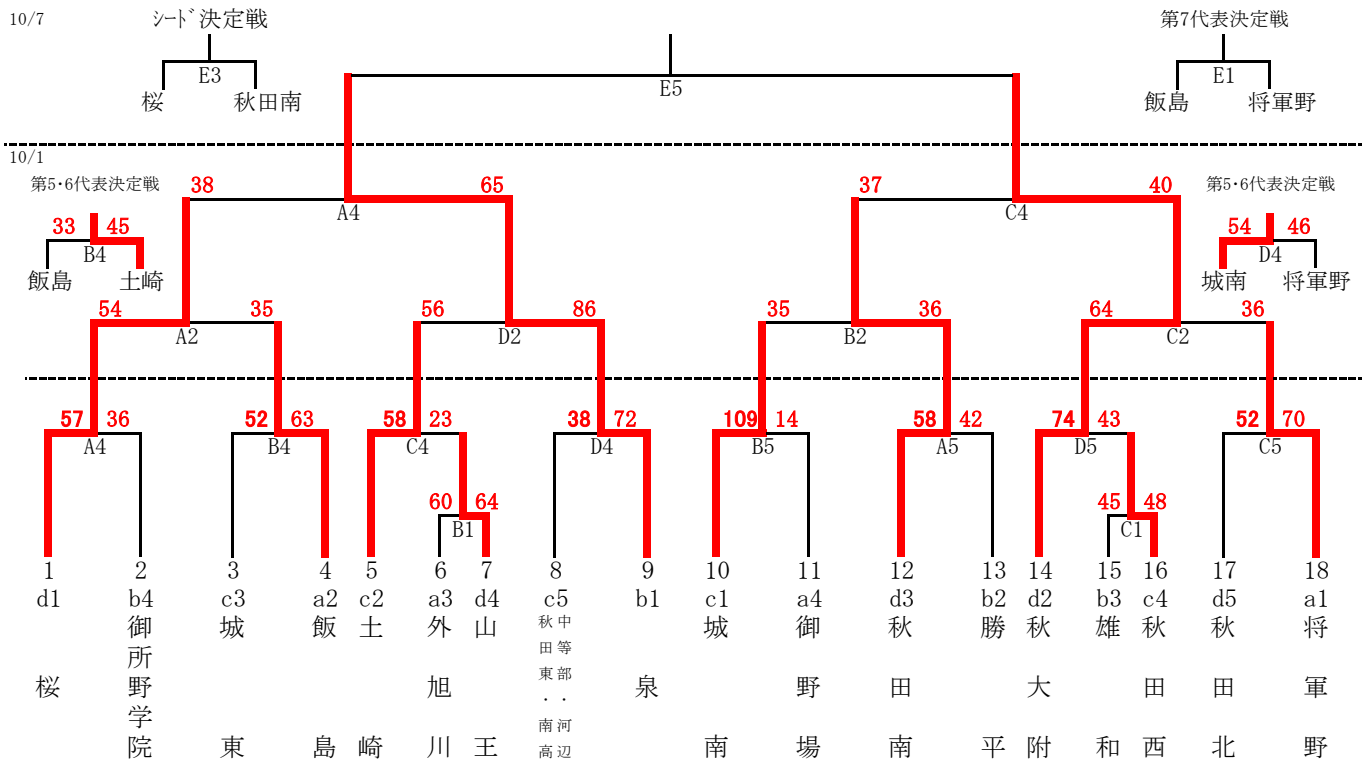 10/7
シード決定戦
第7代表決定戦
E3
E5
E1
桜 秋田南
飯島 将軍野
10/1
第5・6代表決定戦
38 65
37 40
第5・6代表決定戦
A4
C4
33 45
54 46
B4
D4
飯島 土崎
城南 将軍野
54 35 56 86 35 36 64 36
A2 D2 B2 C2
57 36 52 63 58 23 38 72 109 14 58 42 74 43 52 70
A4 B4 C4 D4 B5 A5 D5 C5
60 64 45 48
B1 C1
1 2 3 4 5 6 7 8 9 10 11 12 13 14 15 16 17 18
d1 b4 c3 a2 c2 a3 d4 c5 b1 c1 a4 d3 b2 d2 b3 c4 d5 a1
桜
御所野学院
城東
飯島
土崎
外旭川
山王
中等部・河辺
秋田東・南高
泉
城南
御野場
秋田南
勝平
秋大附
雄和
秋田西
秋田北
将軍野